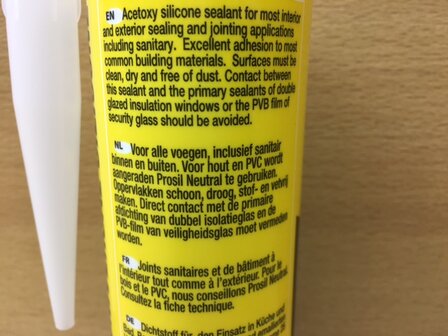 EN Acetoxy silicone sealant for most interior
and exterior sealing and jointing applications
including sanitary. Excellent adhesion to most
common building materials. Surfaces must be
clean, dry and free of dust. Contact between
this sealant and the primary sealants of double
glazed insulation windows or the PVB film of
security glass should be avoided.
NL Voor alle voegen, inclusief sanitair
binnen en buiten. Voor hout en PVC wordt
aangeraden Prosil Neutral te gebruiken.
Oppervlakken schoon, droog, stof- en vetvrij
maken. Direct contact met de primaire
afdichting van dubbel isolatieglas en de
PVB-film van veiligheidsglas moet vermeden
worden.
FR Joints sanitaires et de bâtiment à
l'intérieur tout comme à l'extérieur. Pour le
bois et le PVC, nous conseillons Prosil Neutral.
Consultez la fiche technique.
DE Dichtstoff für den Einsatz in Küche und